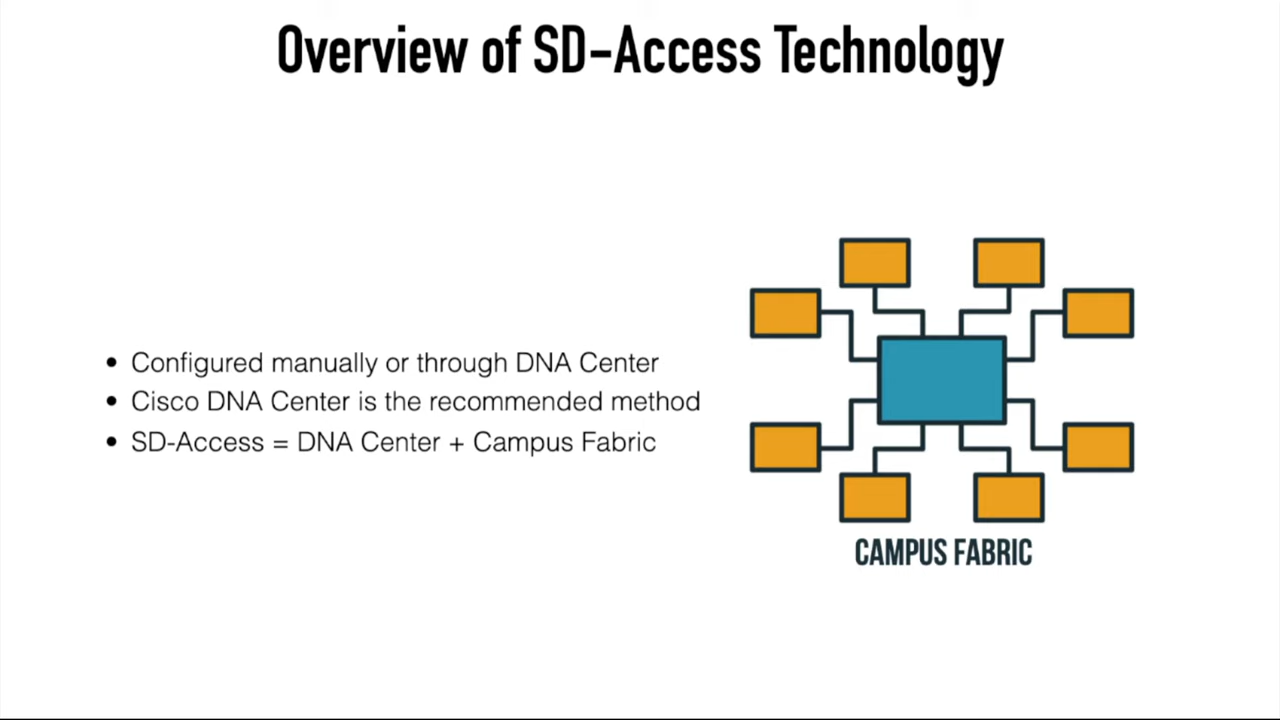 Overview of SD-Access Technology
• Configured manually or through DNA Center
• Cisco DNA Center is the recommended method
• SD-Access = DNA Center + Campus Fabric
CAMPUS FABRIC